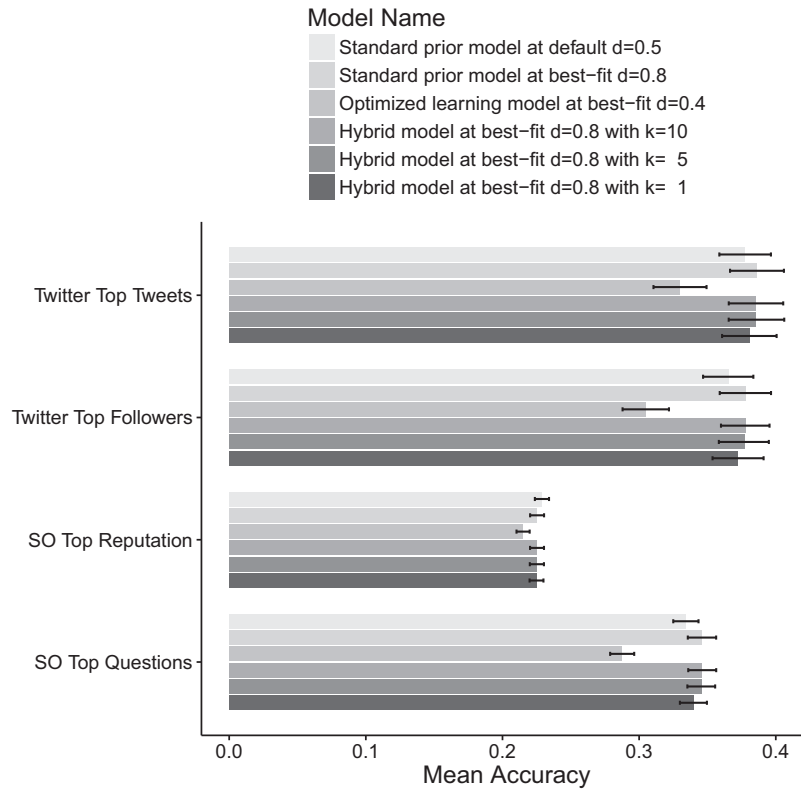 Model Name
Standard prior model at default d=0.5
Standard prior model at best−fit d=0.8
Optimized learning model at best−fit d=0.4
Hybrid model at best−fit d=0.8 with k=10
Hybrid model at best−fit d=0.8 with k=  5
Hybrid model at best−fit d=0.8 with k=  1
Twitter Top Tweets
Twitter Top Followers
SO Top Reputation
SO Top Questions
0.0 0.1 0.2 0.3 0.4
Mean Accuracy